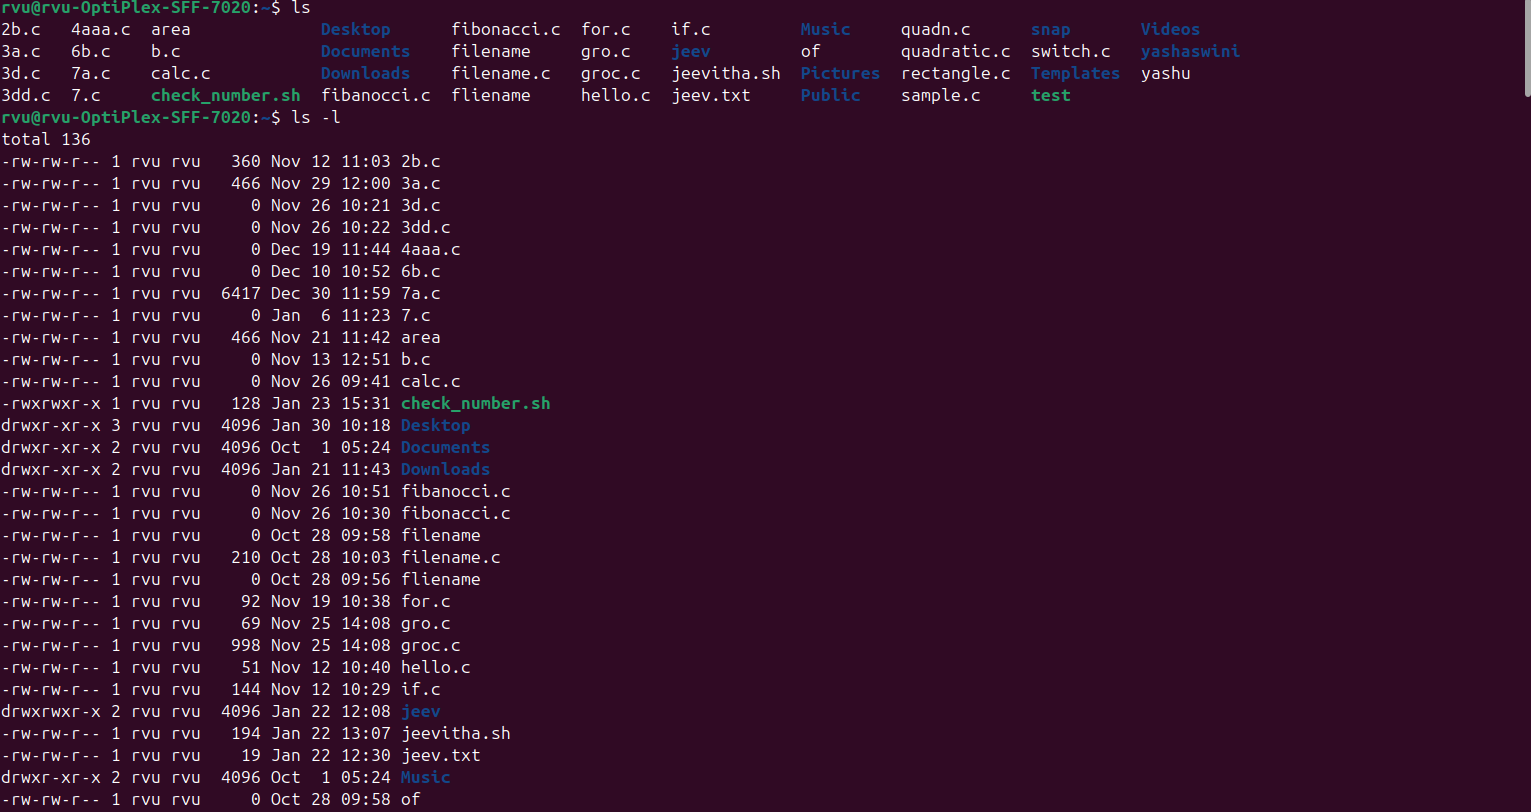 rvu@rvu-OptiPlex-SFF-7020:~$ ls
2b.c   4aaa.c  area             Desktop      fibonacci.c  for.c    if.c         Music     quadn.c      snap       Videos
3a.c   6b.c    b.c              Documents    filename     gro.c    jeev         of        quadratic.c  switch.c   yashaswini
3d.c   7a.c    calc.c           Downloads    filename.c   groc.c   jeevitha.sh  Pictures  rectangle.c  Templates  yashu
3dd.c  7.c     check_number.sh  fibanocci.c  fliename     hello.c  jeev.txt     Public    sample.c     test
rvu@rvu-OptiPlex-SFF-7020:~$ ls -l
total 136
-rw-rw-r-- 1 rvu rvu   360 Nov 12 11:03 2b.c
-rw-rw-r-- 1 rvu rvu   466 Nov 29 12:00 3a.c
-rw-rw-r-- 1 rvu rvu     0 Nov 26 10:21 3d.c
-rw-rw-r-- 1 rvu rvu     0 Nov 26 10:22 3dd.c
-rw-rw-r-- 1 rvu rvu     0 Dec 19 11:44 4aaa.c
-rw-rw-r-- 1 rvu rvu     0 Dec 10 10:52 6b.c
-rw-rw-r-- 1 rvu rvu  6417 Dec 30 11:59 7a.c
-rw-rw-r-- 1 rvu rvu     0 Jan  6 11:23 7.c
-rw-rw-r-- 1 rvu rvu   466 Nov 21 11:42 area
-rw-rw-r-- 1 rvu rvu     0 Nov 13 12:51 b.c
-rw-rw-r-- 1 rvu rvu     0 Nov 26 09:41 calc.c
-rwxrwxr-x 1 rvu rvu   128 Jan 23 15:31 check_number.sh
drwxr-xr-x 3 rvu rvu  4096 Jan 30 10:18 Desktop
drwxr-xr-x 2 rvu rvu  4096 Oct  1 05:24 Documents
drwxr-xr-x 2 rvu rvu  4096 Jan 21 11:43 Downloads
-rw-rw-r-- 1 rvu rvu     0 Nov 26 10:51 fibanocci.c
-rw-rw-r-- 1 rvu rvu     0 Nov 26 10:30 fibonacci.c
-rw-rw-r-- 1 rvu rvu     0 Oct 28 09:58 filename
-rw-rw-r-- 1 rvu rvu   210 Oct 28 10:03 filename.c
-rw-rw-r-- 1 rvu rvu     0 Oct 28 09:56 fliename
-rw-rw-r-- 1 rvu rvu    92 Nov 19 10:38 for.c
-rw-rw-r-- 1 rvu rvu    69 Nov 25 14:08 gro.c
-rw-rw-r-- 1 rvu rvu   998 Nov 25 14:08 groc.c
-rw-rw-r-- 1 rvu rvu    51 Nov 12 10:40 hello.c
-rw-rw-r-- 1 rvu rvu   144 Nov 12 10:29 if.c
drwxrwxr-x 2 rvu rvu  4096 Jan 22 12:08 jeev
-rw-rw-r-- 1 rvu rvu   194 Jan 22 13:07 jeevitha.sh
-rw-rw-r-- 1 rvu rvu    19 Jan 22 12:30 jeev.txt
drwxr-xr-x 2 rvu rvu  4096 Oct  1 05:24 Music
-rw-rw-r-- 1 rvu rvu     0 Oct 28 09:58 of